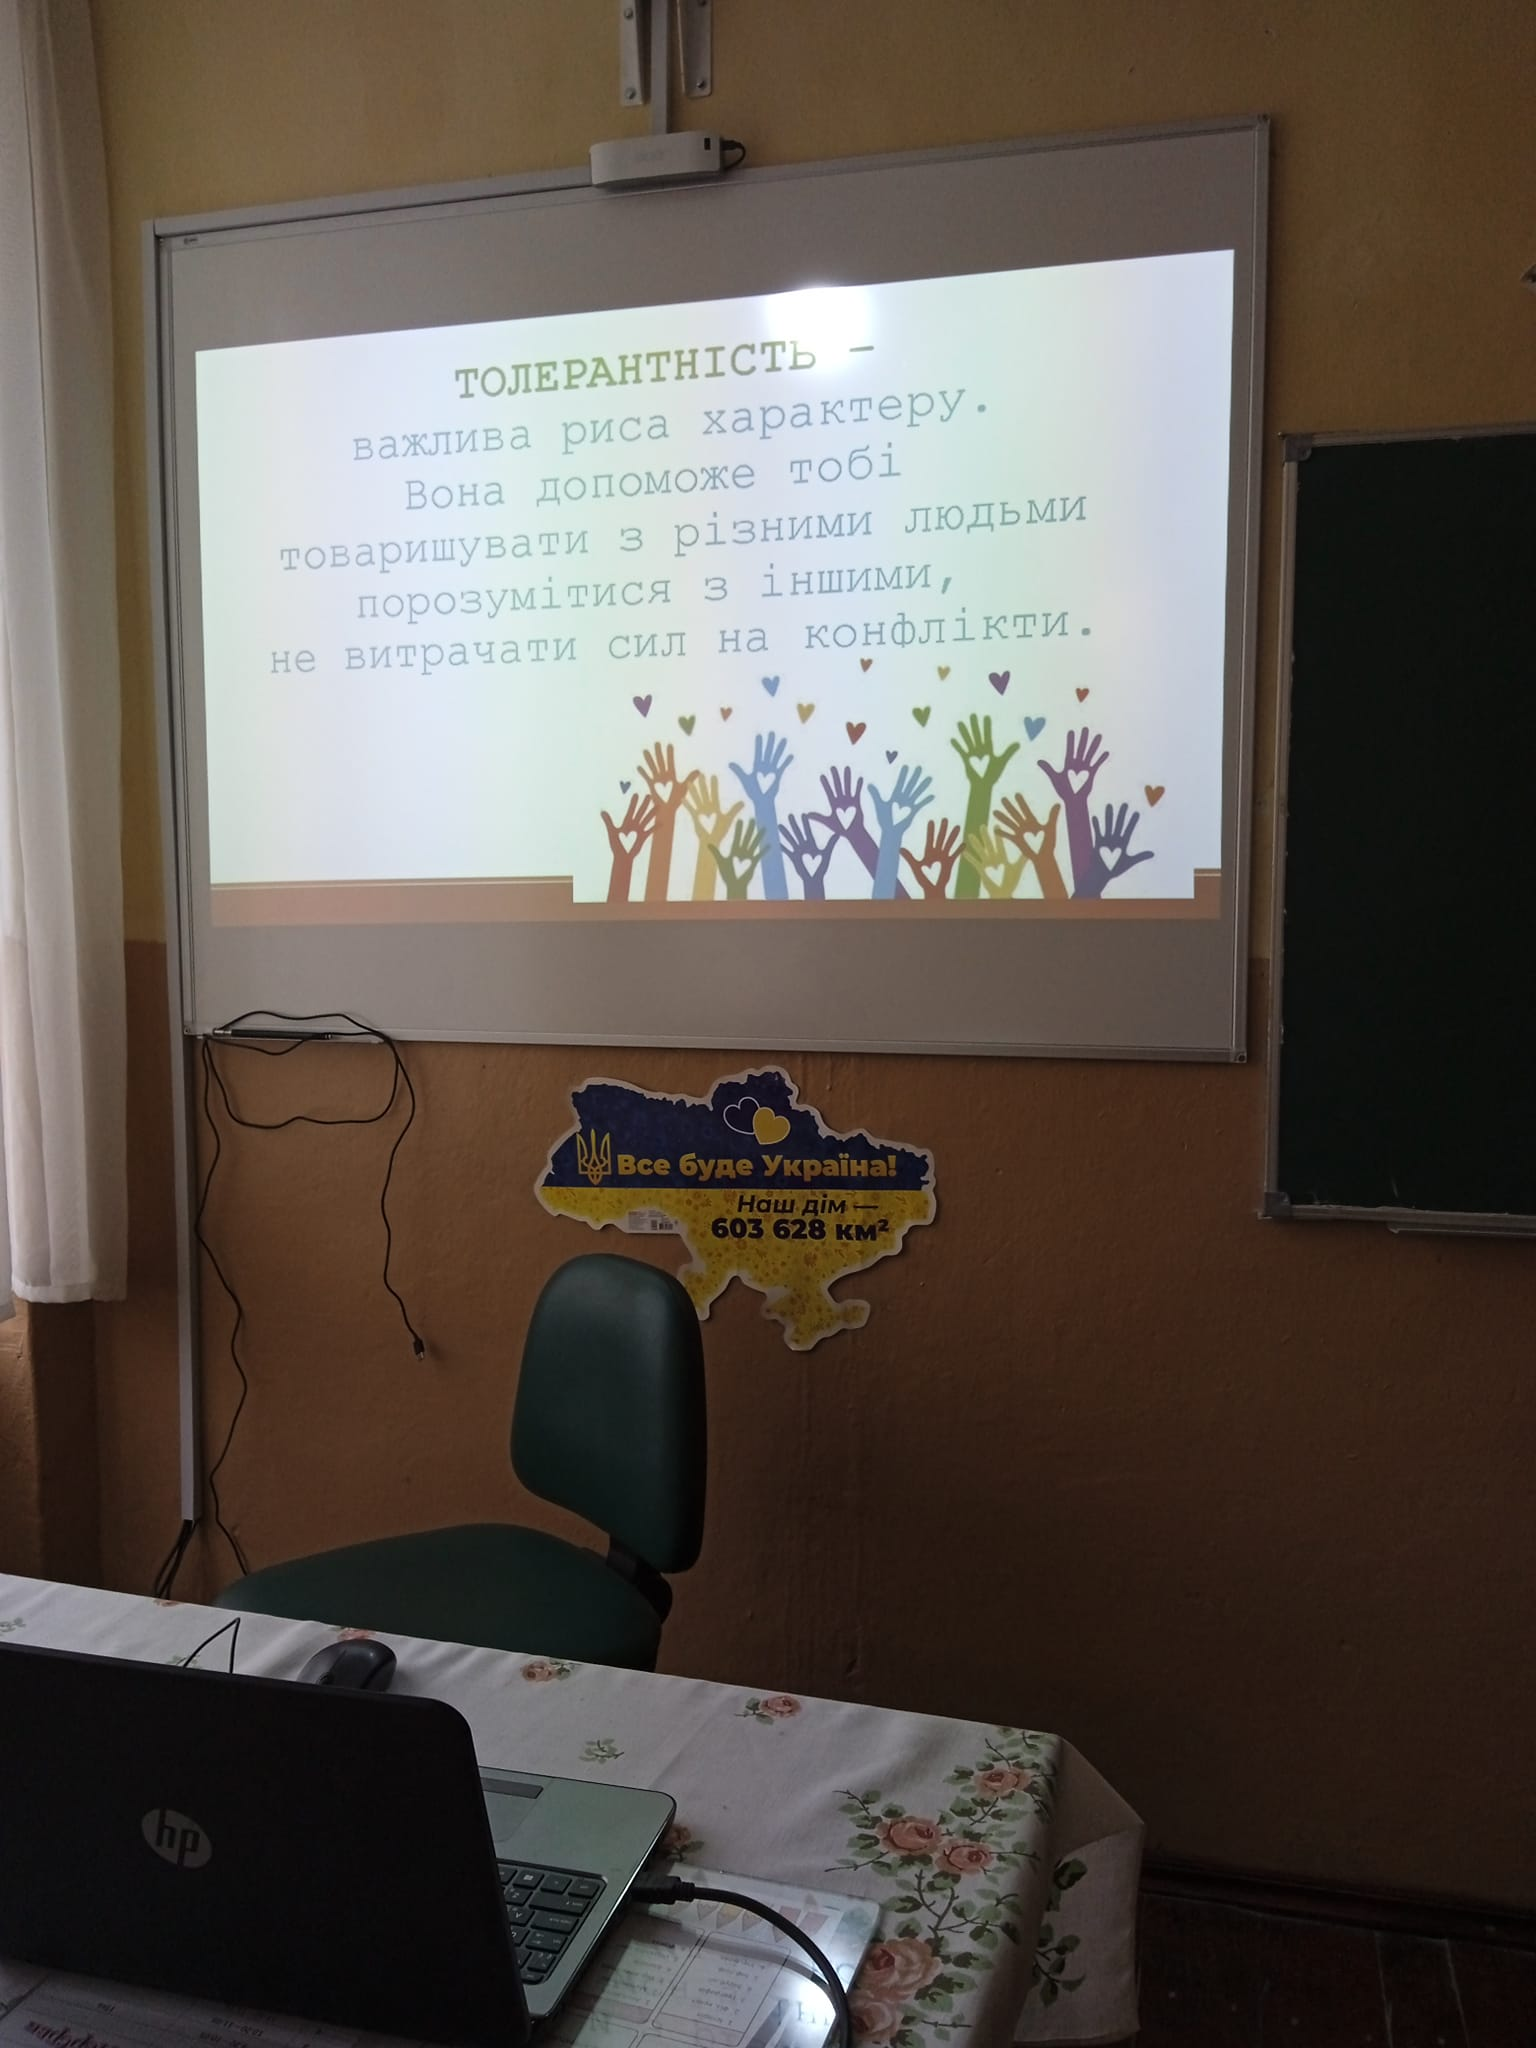 ТОЛЕРАНТНІСТЬ –
важлива риса характеру.
Вона допоможе тобі
товаришувати з різними людьми
порозумітися з іншими,
не витрачати сил на конфлікти.
Все буде Україна!
Наш дім —
603 628 км²
hp